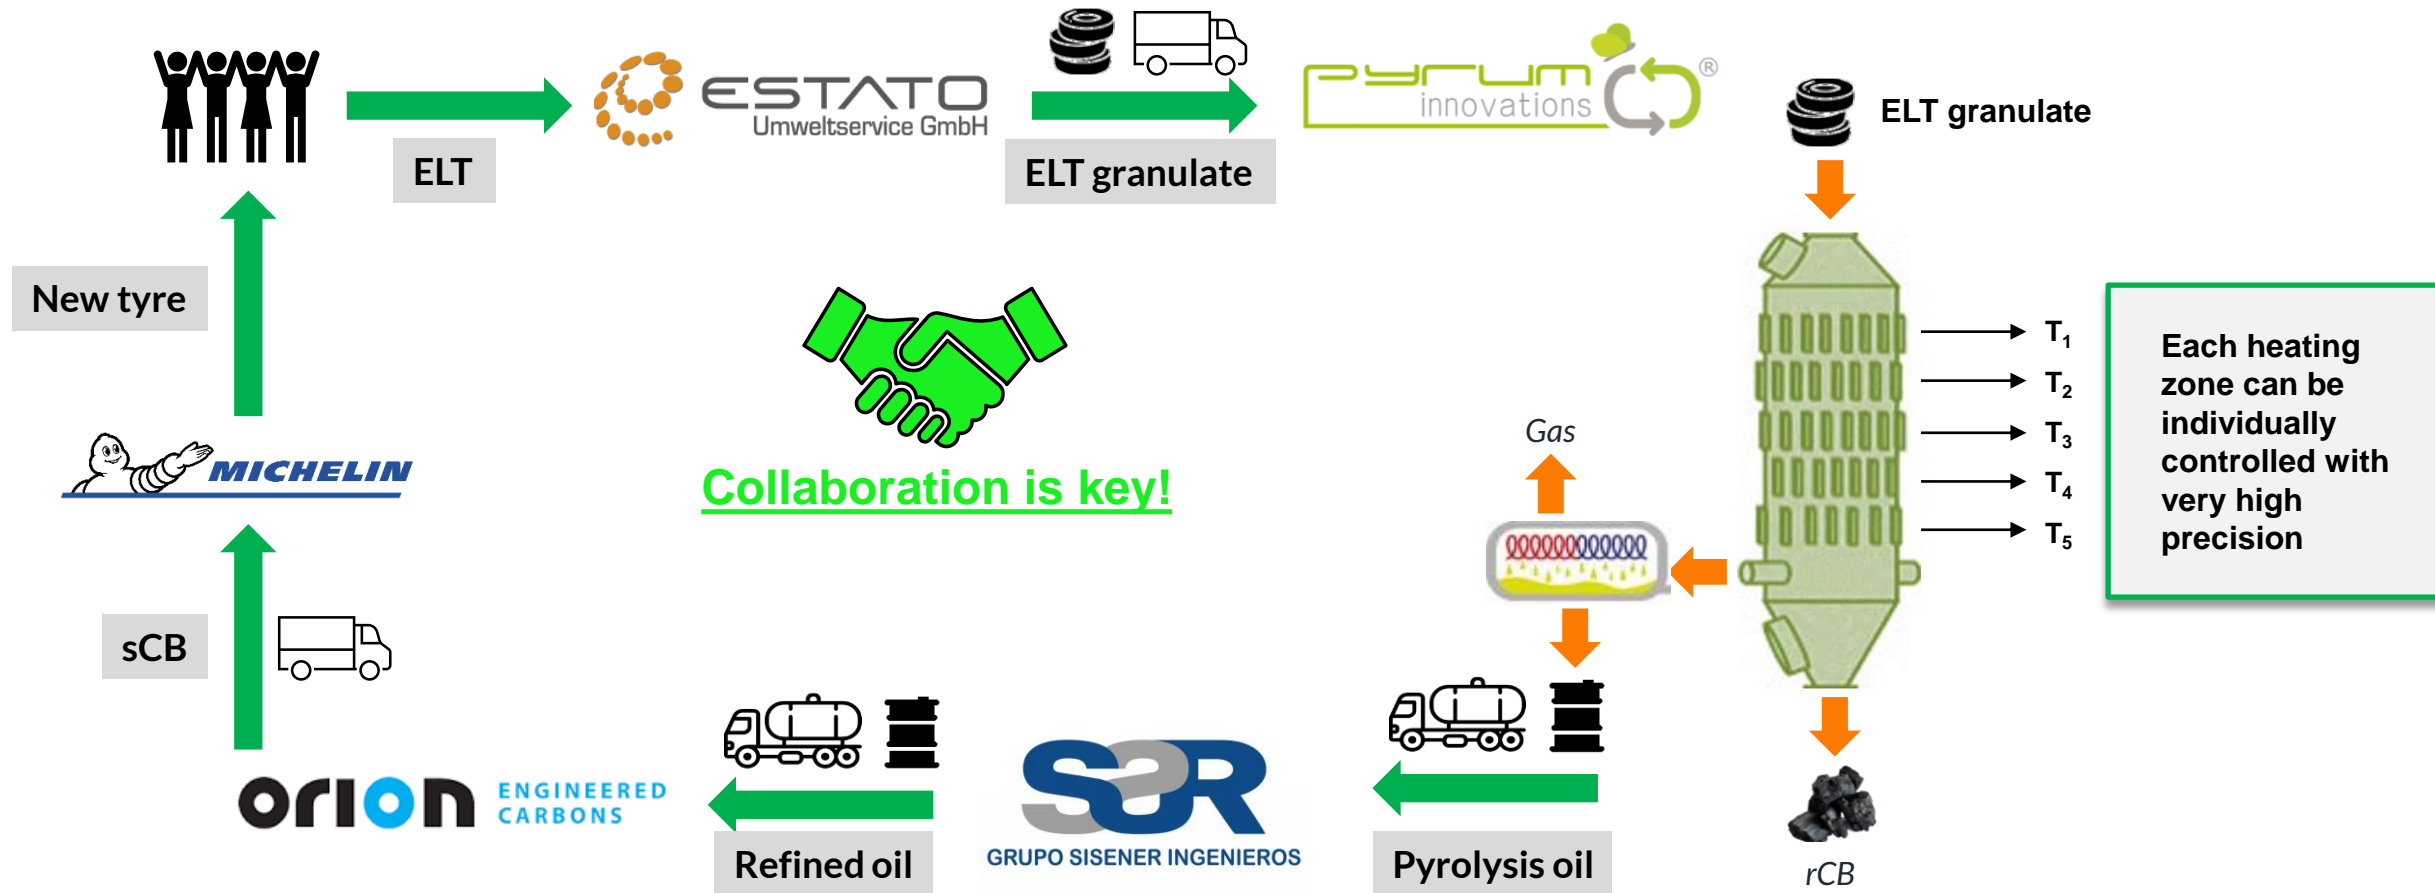 ESTATO
Umweltservice GmbH
pyrum
innovations
®
ELT granulate
ELT
ELT granulate
New tyre
T1
T2
T3
T4
T5
Each heating
zone can be
individually
controlled with
very high
precision
Gas
MICHELIN
Collaboration is key!
sCB
orion
ENGINEERED
CARBONS
SSR
GRUPO SISENER INGENIEROS
Refined oil
Pyrolysis oil
rCB